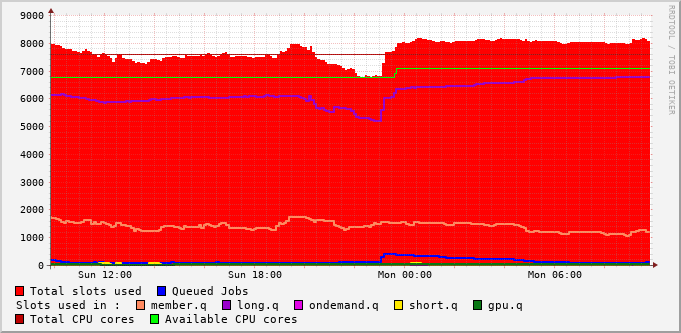 9000
8000
7000
6000
5000
4000
3000
2000
1000
0
Sun 12:00 Sun 18:00 Mon 00:00 Mon 06:00
Total slots used Queued Jobs
Slots used in : member.q long.q ondemand.q short.q gpu.q
Total CPU cores Available CPU cores
RRDTOOL / TOBI OETIKER